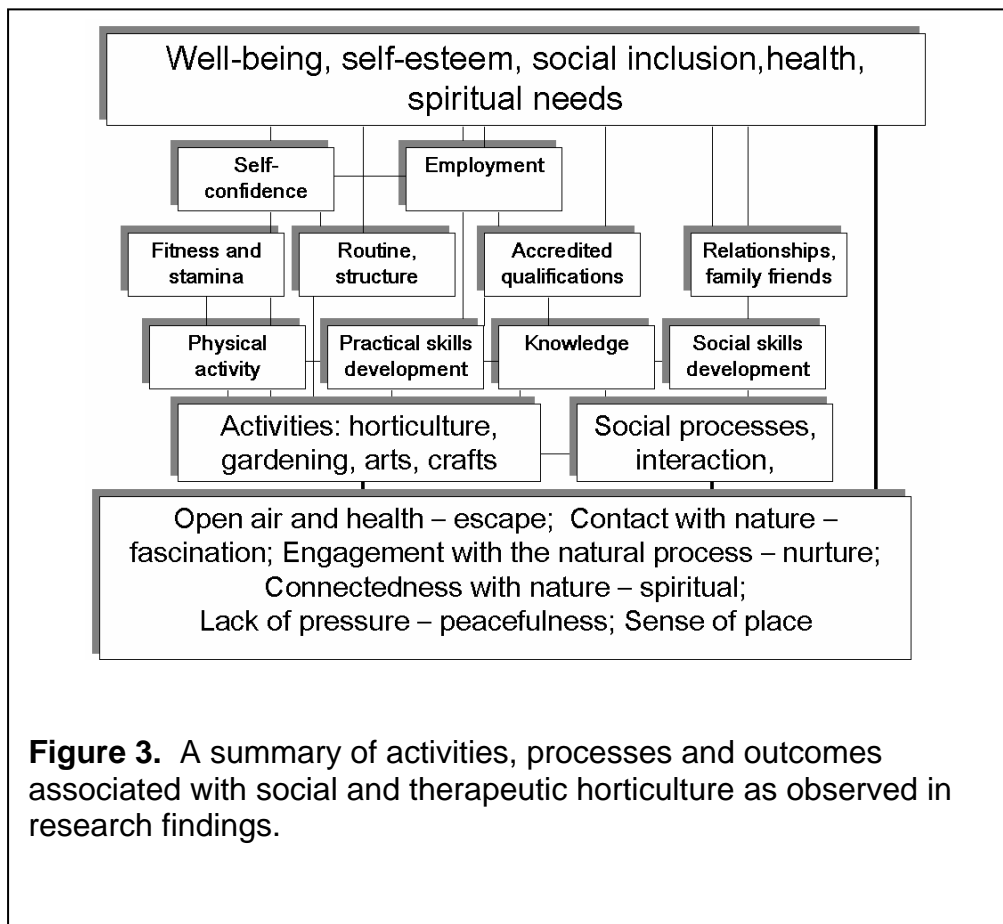 Well-being, self-esteem, social inclusion,health,
spiritual needs
Self-
confidence
Employment
Fitness and
stamina
Routine,
structure
Accredited
qualifications
Relationships,
family friends
Physical
activity
Practical skills
development
Knowledge
Social skills
development
Activities: horticulture,
gardening, arts, crafts
Social processes,
interaction,
Open air and health – escape; Contact with nature –
fascination; Engagement with the natural process – nurture;
Connectedness with nature – spiritual;
Lack of pressure – peacefulness; Sense of place
Figure 3. A summary of activities, processes and outcomes
associated with social and therapeutic horticulture as observed in
research findings.